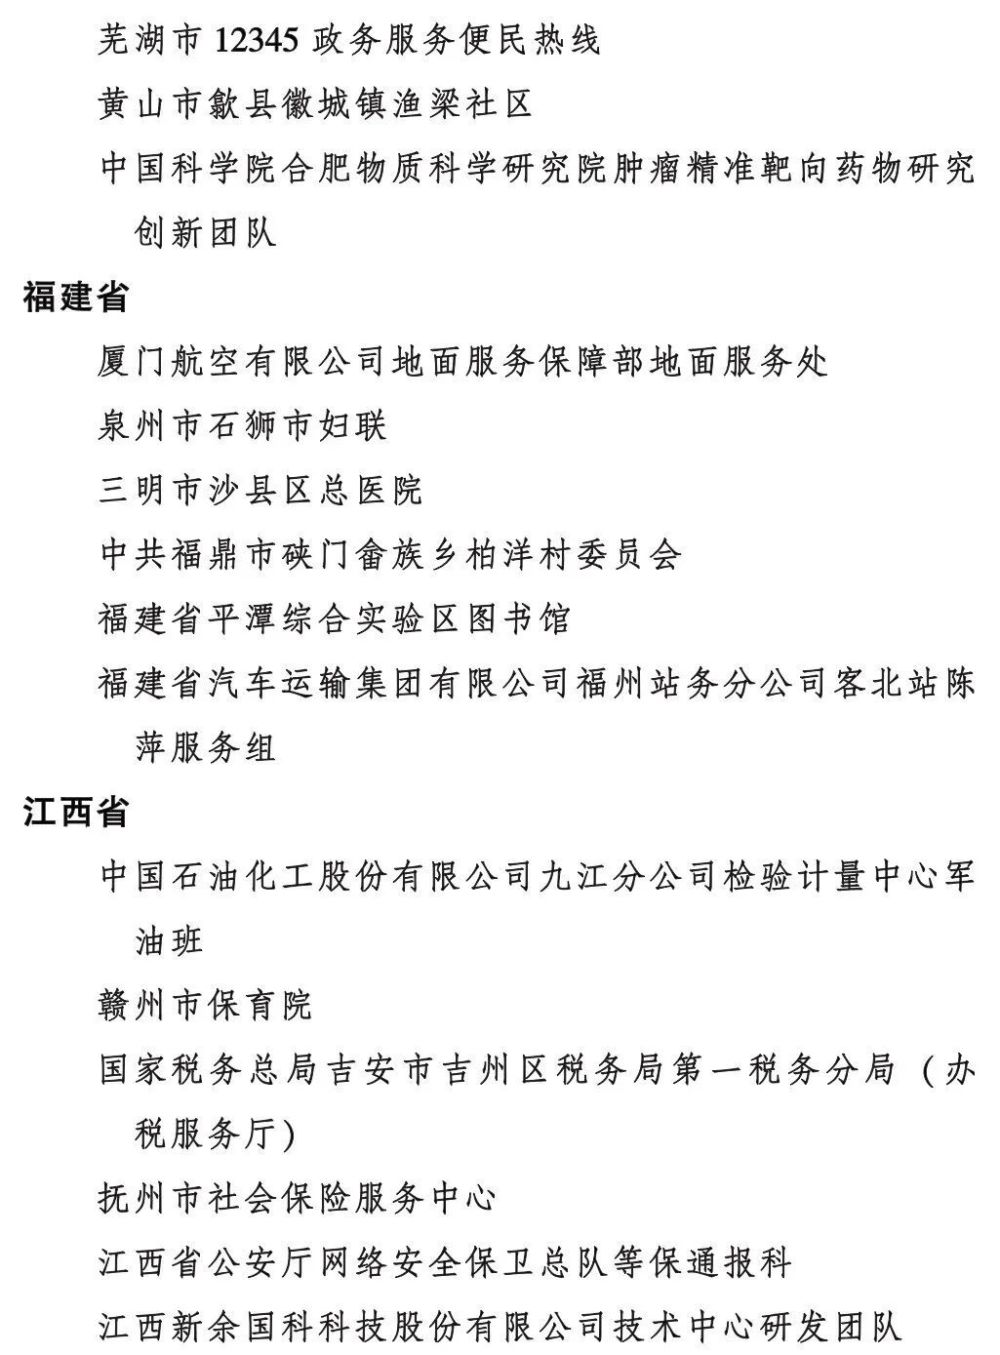 芜湖市12345政务服务便民热线
黄山市歙县徽城镇渔梁社区
中国科学院合肥物质科学研究院肿瘤精准靶向药物研究
创新团队
福建省
厦门航空有限公司地面服务保障部地面服务处
泉州市石狮市妇联
三明市沙县区总医院
中共福鼎市硖门畲族乡柏洋村委员会
福建省平潭综合实验区图书馆
福建省汽车运输集团有限公司福州站务分公司客北站陈
萍服务组
江西省
中国石油化工股份有限公司九江分公司检验计量中心军
油班
赣州市保育院
国家税务总局吉安市吉州区税务局第一税务分局（办
税服务厅）
抚州市社会保险服务中心
江西省公安厅网络安全保卫总队等保通报科
江西新余国科科技股份有限公司技术中心研发团队